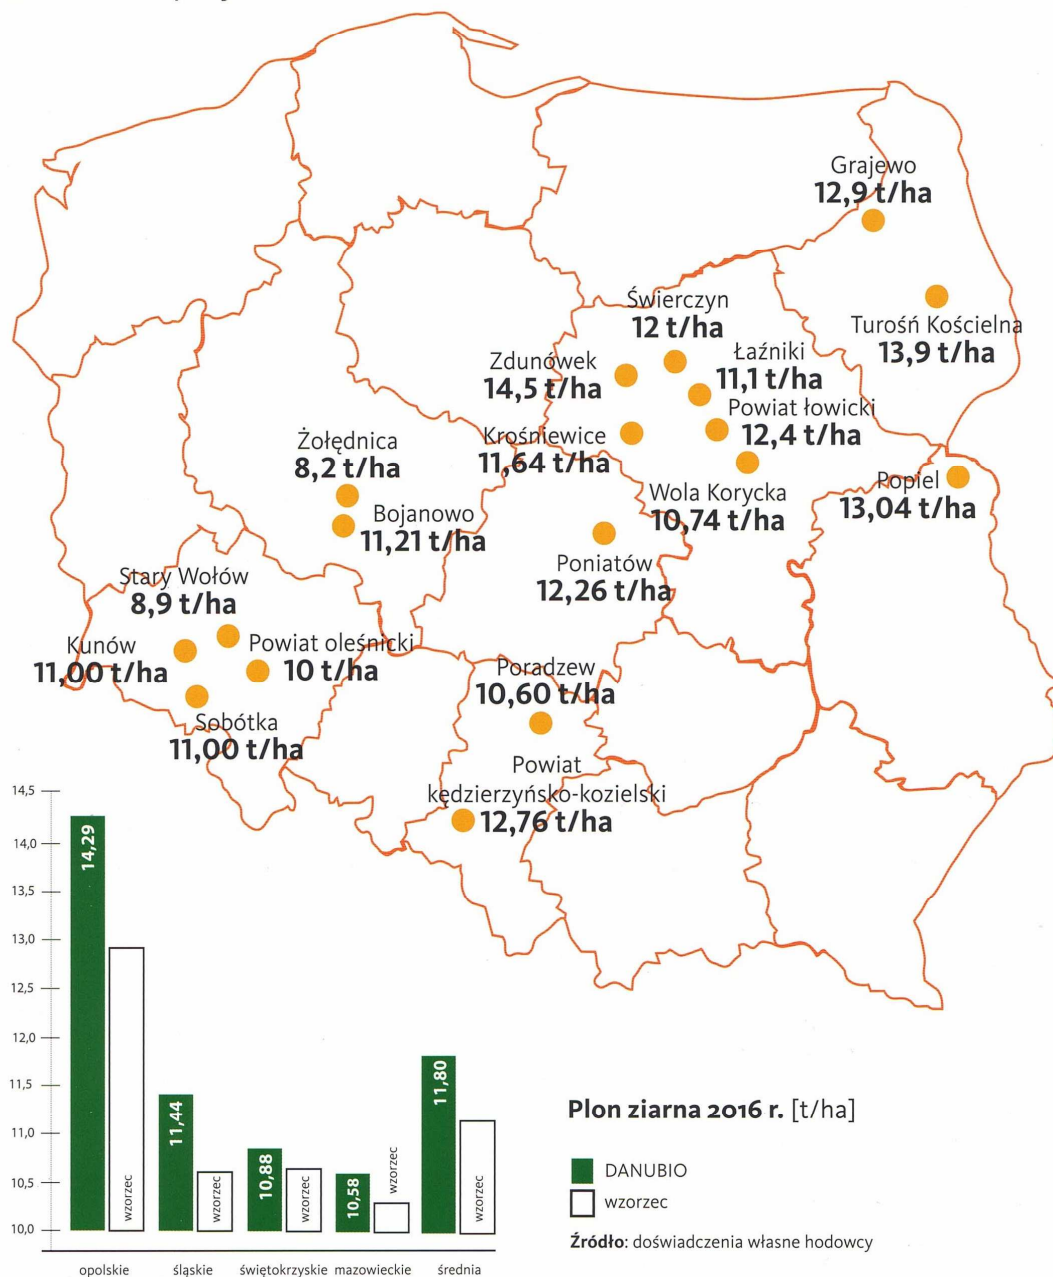 Grajewo
12,9 t/ha
Turośń Kościelna
13,9 t/ha
Świerczyn
12 t/ha
Zdunówek
14,5 t/ha
Łaźniki
11,1 t/ha
Powiat łowicki
12,4 t/ha
Krośniewice
11,64 t/ha
Żołędnica
8,2 t/ha
Bojanowo
11,21 t/ha
Wola Korycka
10,74 t/ha
Popiel
13,04 t/ha
Poniatów
12,26 t/ha
Stary Wołów
8,9 t/ha
Kunów
11,00 t/ha
Powiat oleśnicki
10 t/ha
Sobótka
11,00 t/ha
Poradzew
10,60 t/ha
Powiat
kędzierzyńsko-kozielski
12,76 t/ha
14,5
14,0
13,5
13,0
12,5
12,0
11,5
11,0
10,5
10,0
14,29
wzorzec
11,44
wzorzec
10,88
wzorzec
10,58
wzorzec
11,80
wzorzec
opolskie śląskie świętokrzyskie mazowieckie średnia
Plon ziarna 2016 r. [t/ha]
DANUBIO
wzorzec
Źródło: doświadczenia własne hodowcy